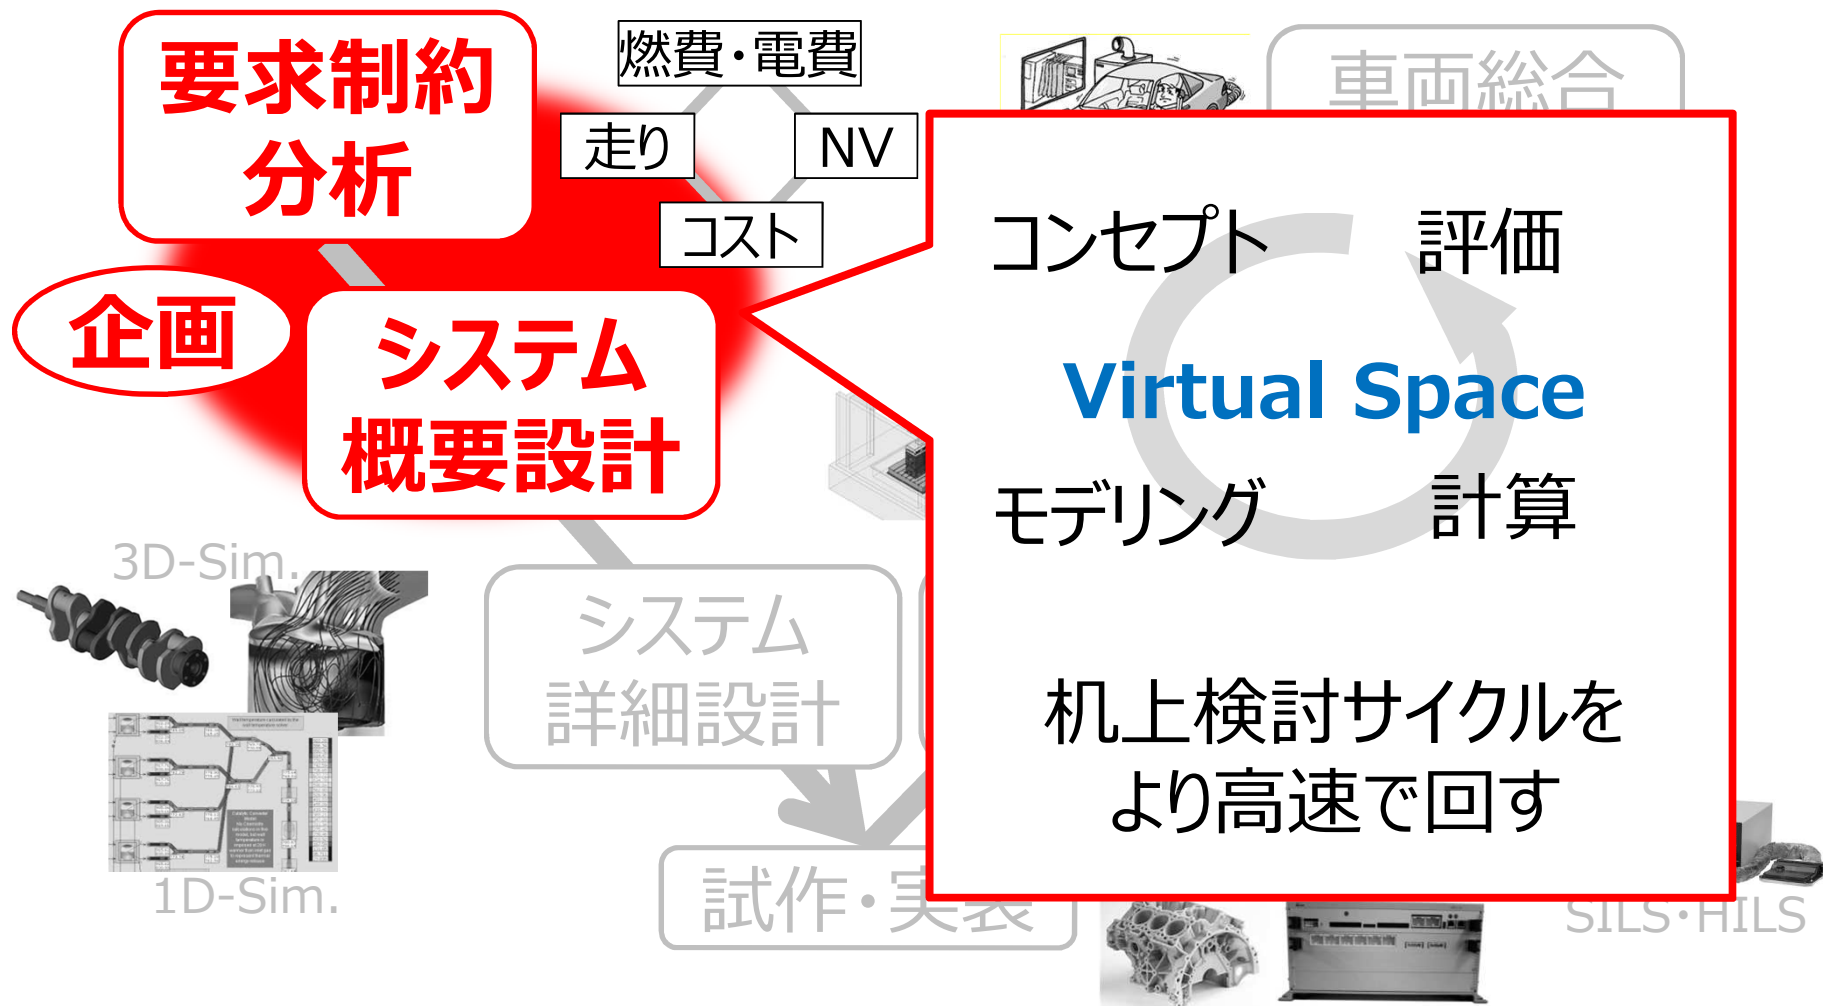 要求制約
分析
燃費・電費
走り
NV
コスト
車両総合
企画
システム
概要設計
コンセプト
評価
Virtual Space
モデリング
計算
机上検討サイクルを
より高速で回す
3D-Sim.
システム
詳細設計
1D-Sim.
試作・実装
SILS・HILS